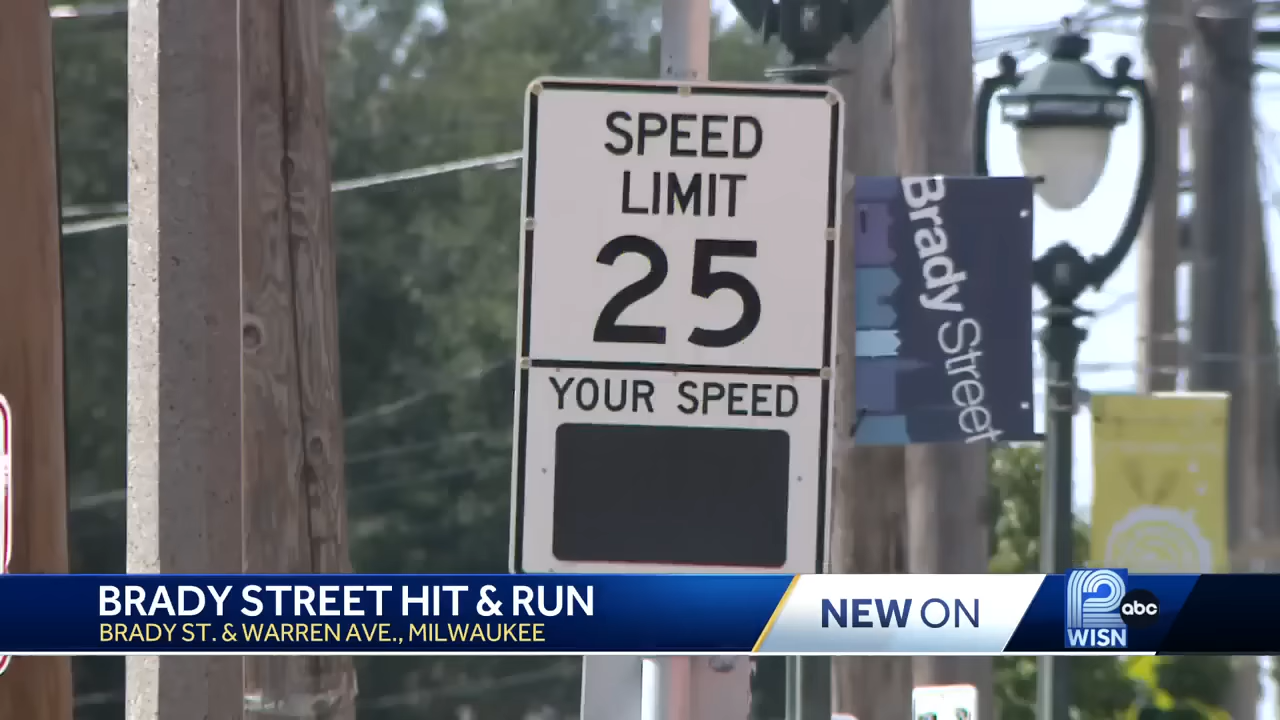 SPEED
LIMIT
25
YOUR SPEED
Brady Street
BRADY STREET HIT & RUN
BRADY ST. & WARREN AVE., MILWAUKEE
NEW ON
12
abc
WISN